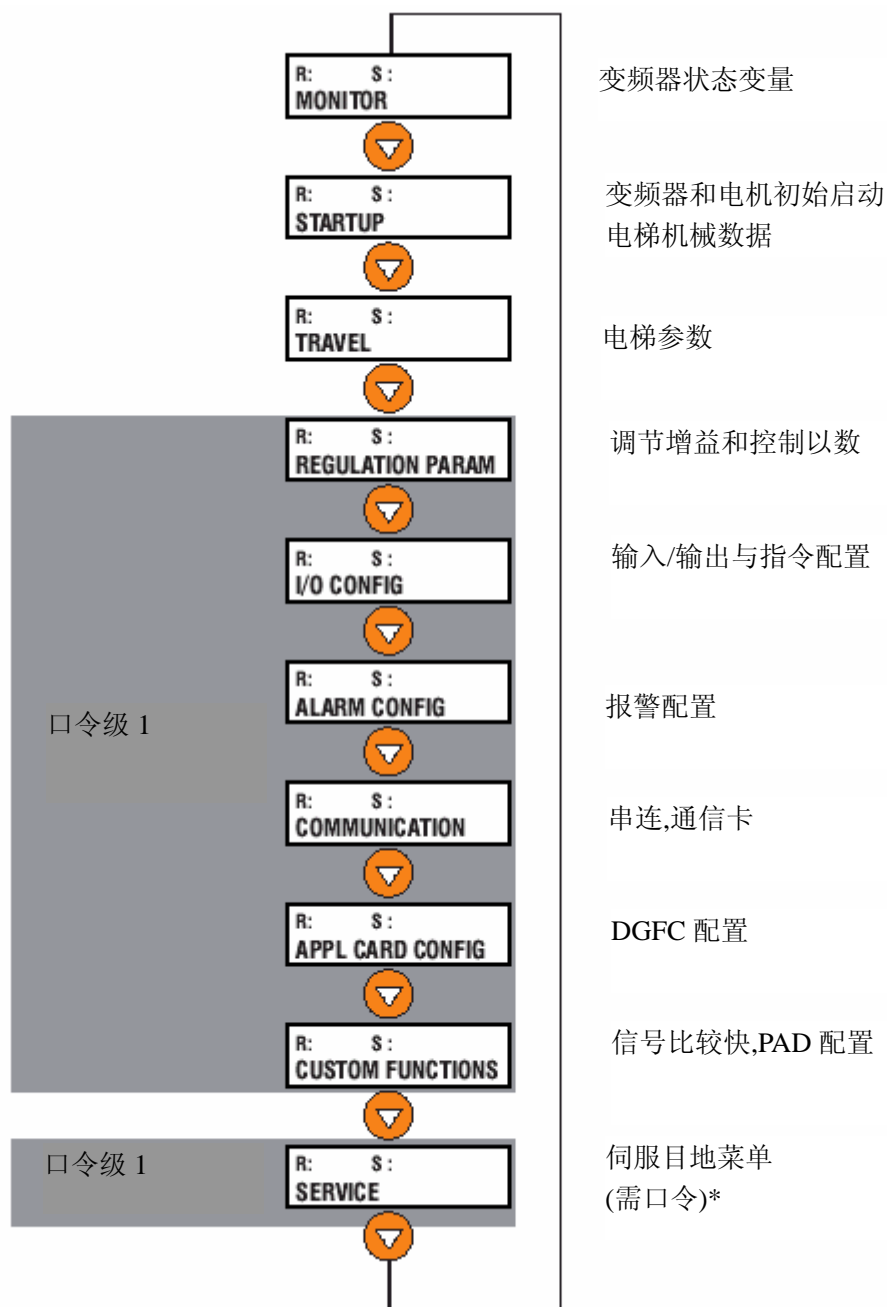 R: S:
MONITOR
变频器状态变量
R: S:
STARTUP
变频器和电机初始启动
电梯机械数据
R: S:
TRAVEL
电梯参数
R: S:
REGULATION PARAM
调节增益和控制以数
R: S:
I/O CONFIG
输入/输出与指令配置
R: S:
ALARM CONFIG
报警配置
口令级 1
R: S:
COMMUNICATION
串连,通信卡
R: S:
APPL CARD CONFIG
DGFC 配置
R: S:
CUSTOM FUNCTIONS
信号比较快,PAD 配置
口令级 1
R: S:
SERVICE
伺服目地菜单
(需口令)*